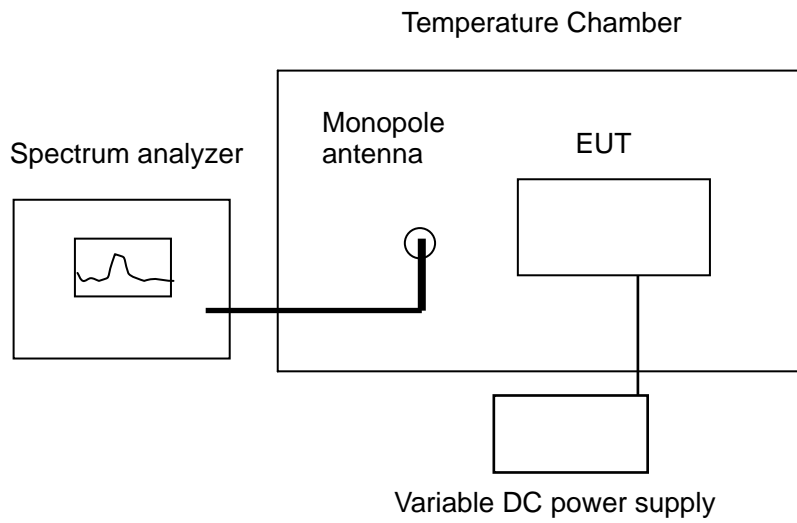 Temperature Chamber
Monopole
antenna
EUT
Spectrum analyzer
Variable DC power supply